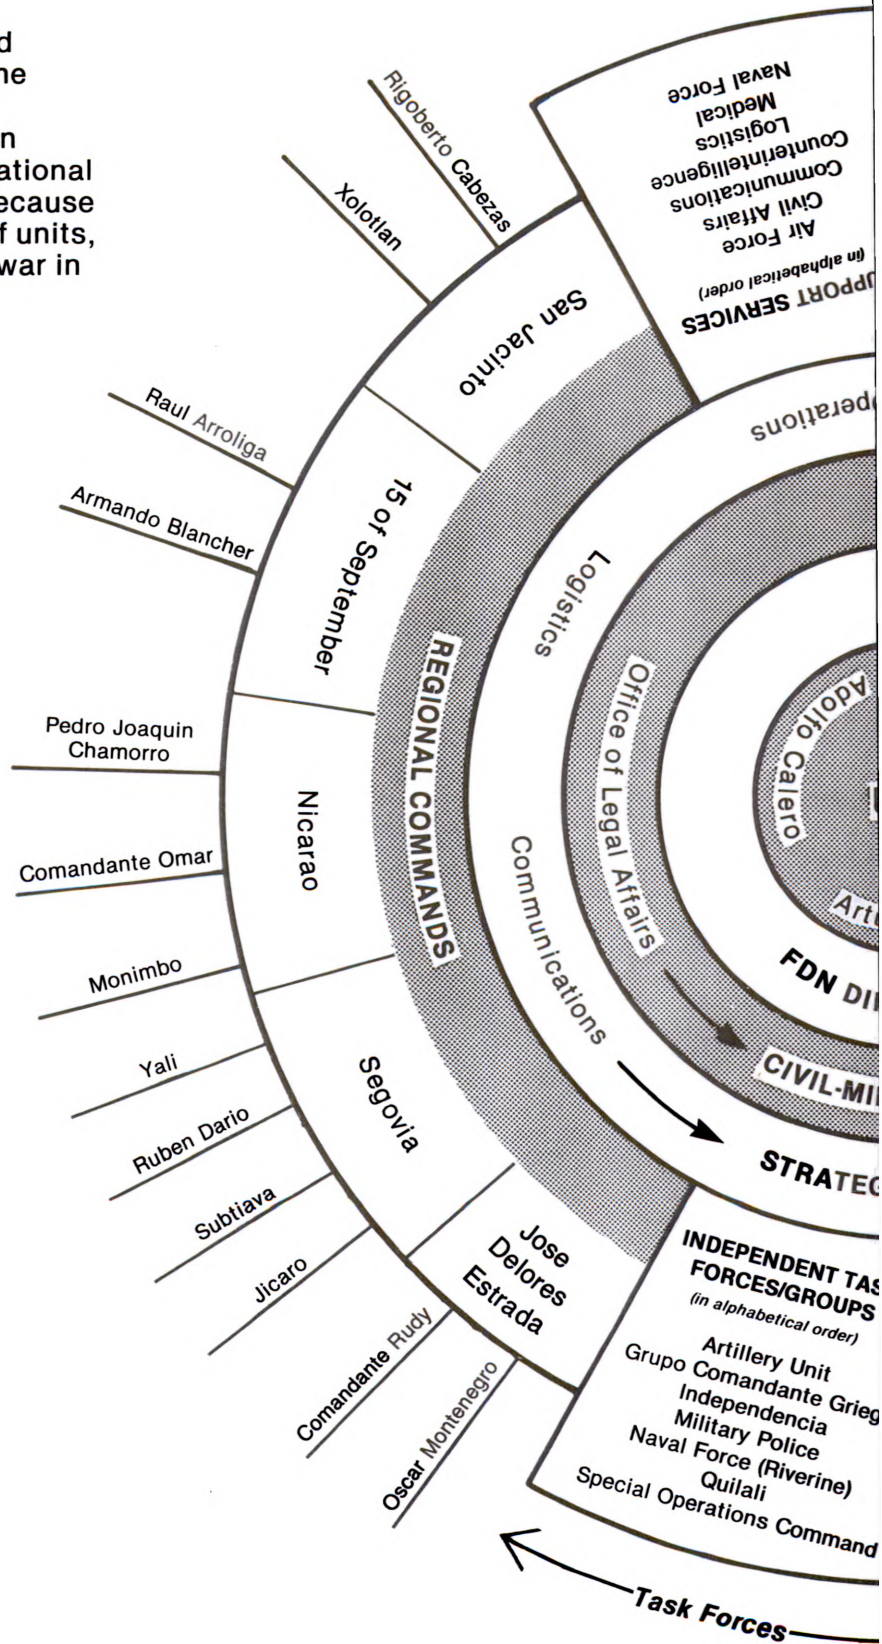 d
ne
n
ational
ecause
f units,
war in
Rigoberto Cabezas
Xolotlan
Raul Arroliga
Armando Blancher
Pedro Joaquin
Chamorro
Comandante Omar
Monimbo
Yali
Ruben Dario
Subtiava
Jicaro
Comandante Rudy
Oscar Montenegro
San Jacinto
15 of September
Nicarao
Segovia
Jose
Delores
Estrada
REGIONAL COMMANDS
UPPORT SERVICES
(in alphabetical order)
Air Force
Civil Affairs
Communications
Counterintelligence
Logistics
Medical
Naval Force
Operations
Logistics
Communications
STRATEG
Office of Legal Affairs
CIVIL-MI
FDN DI
Adolfo Calero
Artu
INDEPENDENT TAS
FORCES/GROUPS
(in alphabetical order)
Artillery Unit
Grupo Comandante Grieg
Independencia
Military Police
Naval Force (Riverine)
Quilali
Special Operations Command
Task Forces